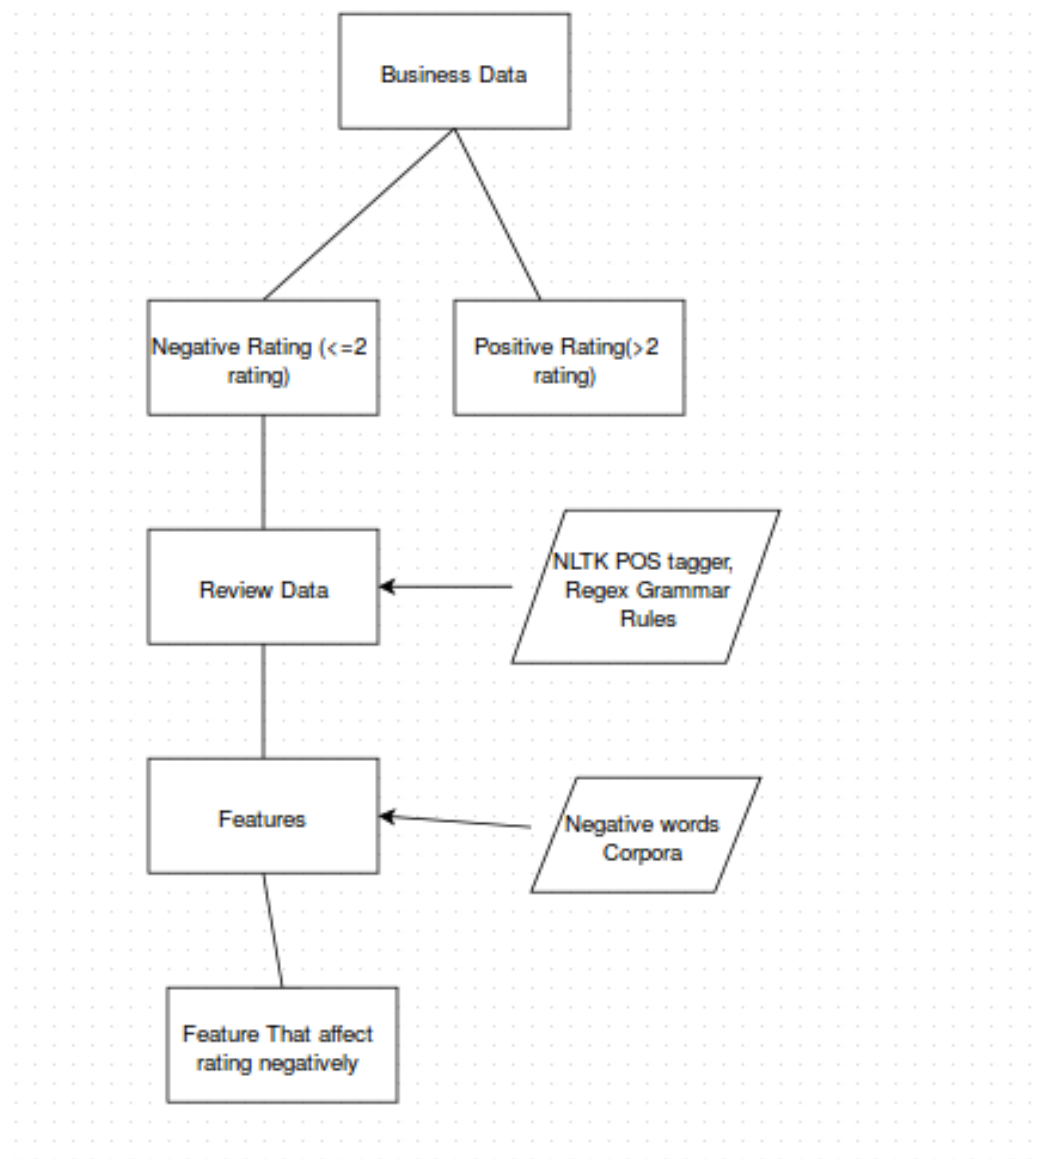 Business Data
Negative Rating (<=2
rating)
Positive Rating(>2
rating)
Review Data
NLTK POS tagger,
Regex Grammar
Rules
Features
Negative words
Corpora
Feature That affect
rating negatively